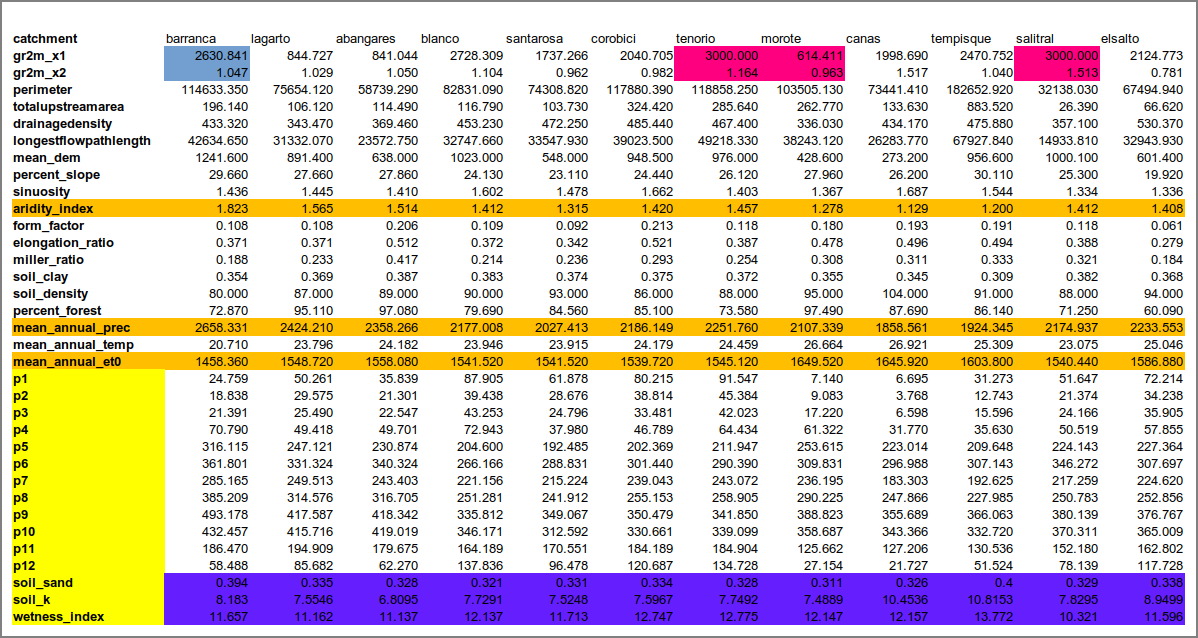 catchment barranca lagarto abangares blanco santarosa corobici tenorio morote canas tempisque salitral elsalto
gr2m_x1 2630.841 844.727 841.044 2728.309 1737.266 2040.705 3000.000 614.411 1998.690 2470.752 3000.000 2124.773
gr2m_x2 1.047 1.029 1.050 1.104 0.962 0.982 1.164 0.963 1.517 1.040 1.513 0.781
perimeter 114633.350 75654.120 58739.290 82831.090 74308.820 117880.390 118858.250 103505.130 73441.410 182652.920 32138.030 67494.940
totalupstreamarea 196.140 106.120 114.490 116.790 103.730 324.420 285.640 262.770 133.630 883.520 26.390 66.620
drainagedensity 433.320 343.470 369.460 453.230 472.250 485.440 467.400 336.030 434.170 475.880 357.100 530.370
longestflowpathlength 42634.650 31332.070 23572.750 32747.660 33547.930 39023.500 49218.330 38243.120 26283.770 67927.840 14933.810 32943.930
mean_dem 1241.600 891.400 638.000 1023.000 548.000 948.500 976.000 428.600 273.200 956.600 1000.100 601.400
percent_slope 29.660 27.660 27.860 24.130 23.110 24.440 26.120 27.960 26.200 30.110 25.300 19.920
sinuosity 1.436 1.445 1.410 1.602 1.478 1.662 1.403 1.367 1.687 1.544 1.334 1.336
aridity_index 1.823 1.565 1.514 1.412 1.315 1.420 1.457 1.278 1.129 1.200 1.412 1.408
form_factor 0.108 0.108 0.206 0.109 0.092 0.213 0.118 0.180 0.193 0.191 0.118 0.061
elongation_ratio 0.371 0.371 0.512 0.372 0.342 0.521 0.387 0.478 0.496 0.494 0.388 0.279
miller_ratio 0.188 0.233 0.417 0.214 0.236 0.293 0.254 0.308 0.311 0.333 0.321 0.184
soil_clay 0.354 0.369 0.387 0.383 0.374 0.375 0.372 0.355 0.345 0.309 0.382 0.368
soil_density 80.000 87.000 89.000 90.000 93.000 86.000 88.000 95.000 104.000 91.000 88.000 94.000
percent_forest 72.870 95.110 97.080 79.690 84.560 85.100 73.580 97.490 87.690 86.140 71.250 60.090
mean_annual_prec 2658.331 2424.210 2358.266 2177.008 2027.413 2186.149 2251.760 2107.339 1858.561 1924.345 2174.937 2233.553
mean_annual_temp 20.710 23.796 24.182 23.946 23.915 24.179 24.459 26.664 26.921 25.309 23.075 25.046
mean_annual_et0 1458.360 1548.720 1558.080 1541.520 1541.520 1539.720 1545.120 1649.520 1645.920 1603.800 1540.440 1586.880
p1 24.759 50.261 35.839 87.905 61.878 80.215 91.547 7.140 6.695 31.273 51.647 72.214
p2 18.838 29.575 21.301 39.438 28.676 38.814 45.384 9.083 3.768 12.743 21.374 34.238
p3 21.391 25.490 22.547 43.253 24.796 33.481 42.023 17.220 6.598 15.596 24.166 35.905
p4 70.790 49.418 49.701 72.943 37.980 46.789 64.434 61.322 31.770 35.630 50.519 57.855
p5 316.115 247.121 230.874 204.600 192.485 202.369 211.947 253.615 223.014 209.648 224.143 227.364
p6 361.801 331.324 340.324 266.166 288.831 301.440 290.390 309.831 296.988 307.143 346.272 307.697
p7 285.165 249.513 243.403 221.156 215.224 239.043 243.072 236.195 183.303 192.625 217.259 224.620
p8 385.209 314.576 316.705 251.281 241.912 255.153 258.905 290.225 247.866 227.985 250.783 252.856
p9 493.178 417.587 418.342 335.812 349.067 350.479 341.850 388.823 355.689 366.063 380.139 376.767
p10 432.457 415.716 419.019 346.171 312.592 330.661 339.099 358.687 343.366 332.720 370.311 365.009
p11 186.470 194.909 179.675 164.189 170.551 184.189 184.904 125.662 127.206 130.536 152.180 162.802
p12 58.488 85.682 62.270 137.836 96.478 120.687 134.728 27.154 21.727 51.524 78.139 117.728
soil_sand 0.394 0.335 0.328 0.321 0.331 0.334 0.328 0.311 0.326 0.4 0.329 0.338
soil_k 8.183 7.5546 6.8095 7.7291 7.5248 7.5967 7.7492 7.4889 10.4536 10.8153 7.8295 8.9499
wetness_index 11.657 11.162 11.137 12.137 11.713 12.747 12.775 12.147 12.157 13.772 10.321 11.596